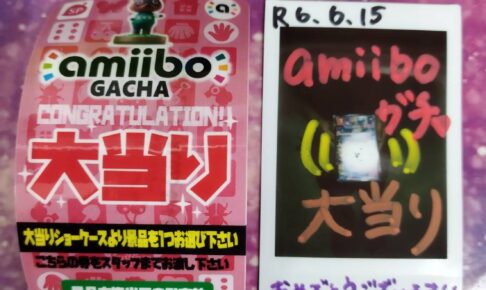 SP
amiibo
GACHA
CONGRATULATION!!
大当り
大当りショーケースより景品を1つお選び下さい
こちらの券をスタッフまでお渡し下さい
R6.6.15
amiibo
ガチャ
大当り